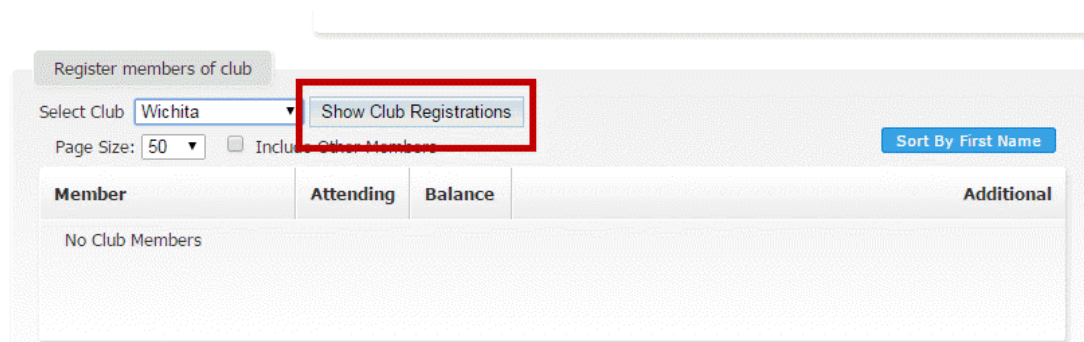 Register members of club
Select Club Wichita Show Club Registrations
Page Size: 50 Include Other Members Sort By First Name
Member Attending Balance Additional
No Club Members